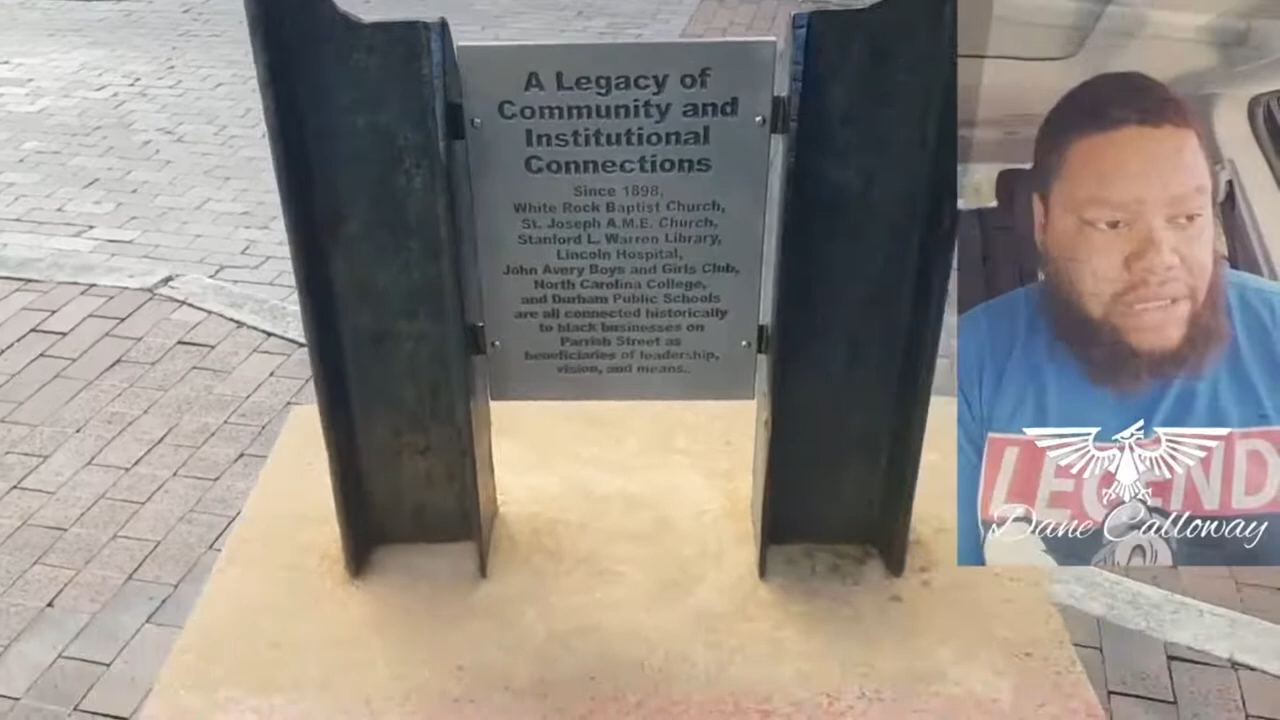 A Legacy of
Community and
Institutional
Connections
Since 1898,
White Rock Baptist Church,
St. Joseph A.M.E. Church,
Stanford L. Warren Library,
Lincoln Hospital,
John Avery Boys and Girls Club,
North Carolina College,
and Durham Public Schools
are all connected historically
to black businesses on
Parrish Street as
beneficiaries of leadership,
vision, and means..
LEGEND
Dane Calloway